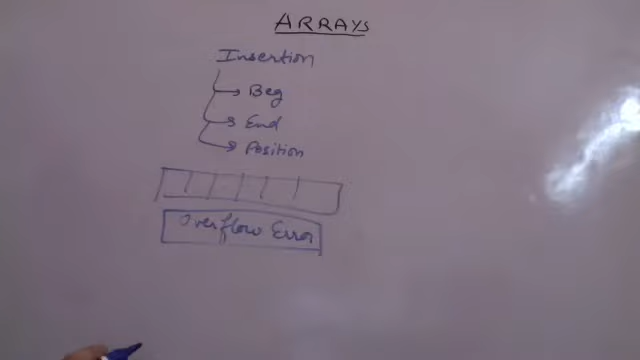 ARRAYS
Insertion
Beg
End
Position
Overflow Error